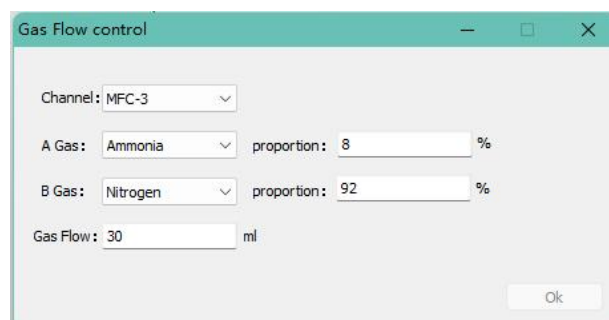 Gas Flow control
Channel: MFC-3
A Gas: Ammonia proportion: 8 %
B Gas: Nitrogen proportion: 92 %
Gas Flow: 30 ml
Ok